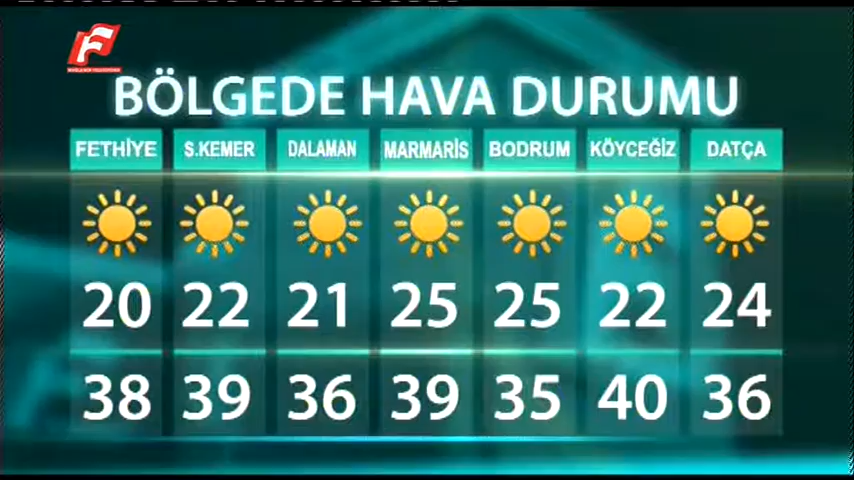 F
BÖLGEDE HAVA DURUMU
FETHİYE S.KEMER DALAMAN MARMARİS BODRUM KÖYCEĞİZ DATÇA
20 22 21 25 25 22 24
38 39 36 39 35 40 36